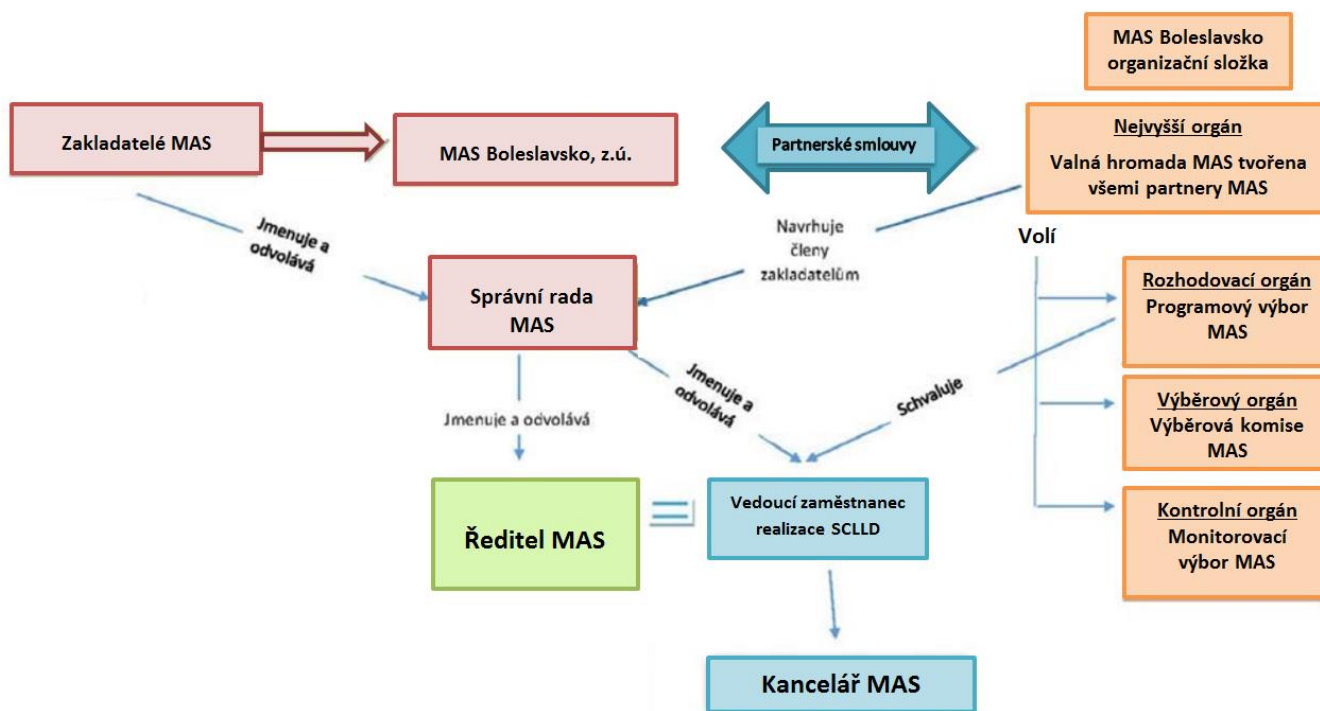 MAS Boleslavsko
organizační složka
Zakladatelé MAS
MAS Boleslavsko, z.ú.
Partnerské smlouvy
Nejvyšší orgán
Valná hromada MAS tvořena
všemi partnery MAS
Jmenuje a
odvolává
Navrhuje
členy
zakladatelům
Volí
Správní rada
MAS
Rozhodovací orgán
Programový výbor
MAS
Jmenuje a odvolává
Jmenuje a
odvolává
Schvaluje
Výběrový orgán
Výběrová komise
MAS
Ředitel MAS
Vedoucí zaměstnanec
realizace SCLLD
Kontrolní orgán
Monitorovací
výbor MAS
Kancelář MAS